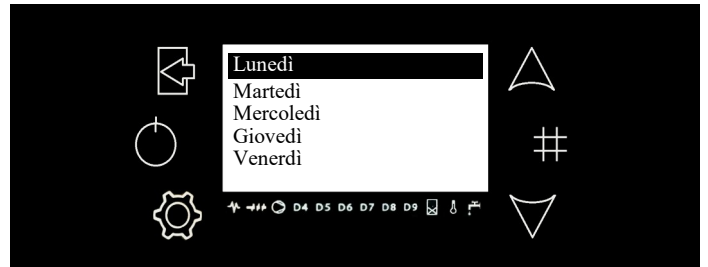 Lunedì
Martedì
Mercoledì
Giovedì
Venerdì
D4 D5 D6 D7 D8 D9